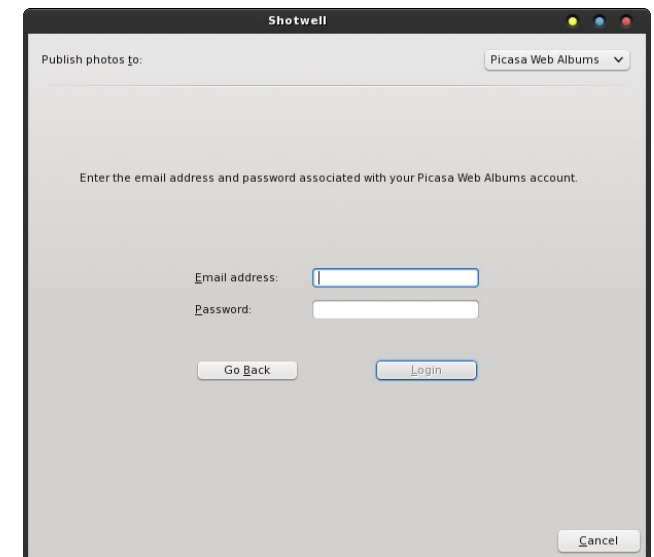 Shotwell
Publish photos to:
Picasa Web Albums
Enter the email address and password associated with your Picasa Web Albums account.
Email address:
Password:
Go Back
Login
Cancel